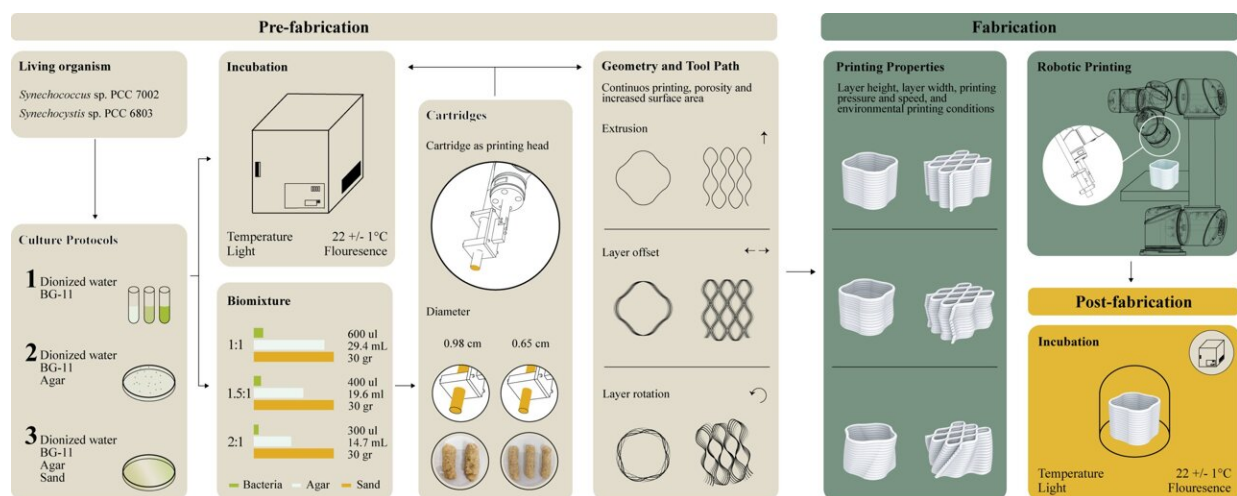 Pre-fabrication
Living organism
Synechococcus sp. PCC 7002
Synechocystis sp. PCC 6803
Culture Protocols
1 Dionized water
BG-11
2 Dionized water
BG-11
Agar
3 Dionized water
BG-11
Agar
Sand
Incubation
Temperature 22 +/- 1°C
Light Flouresence
Biomixture
1:1
600 ul
29.4 mL
30 gr
1.5:1
400 ul
19.6 ml
30 gr
2:1
300 ul
14.7 mL
30 gr
Bacteria Agar Sand
Cartridges
Cartridge as printing head
Diameter
0.98 cm 0.65 cm
Geometry and Tool Path
Continuos printing, porosity and
increased surface area
Extrusion
Layer offset
Layer rotation
Fabrication
Printing Properties
Layer height, layer width, printing
pressure and speed, and
environmental printing conditions
Robotic Printing
Post-fabrication
Incubation
Temperature 22 +/- 1°C
Light Flouresence